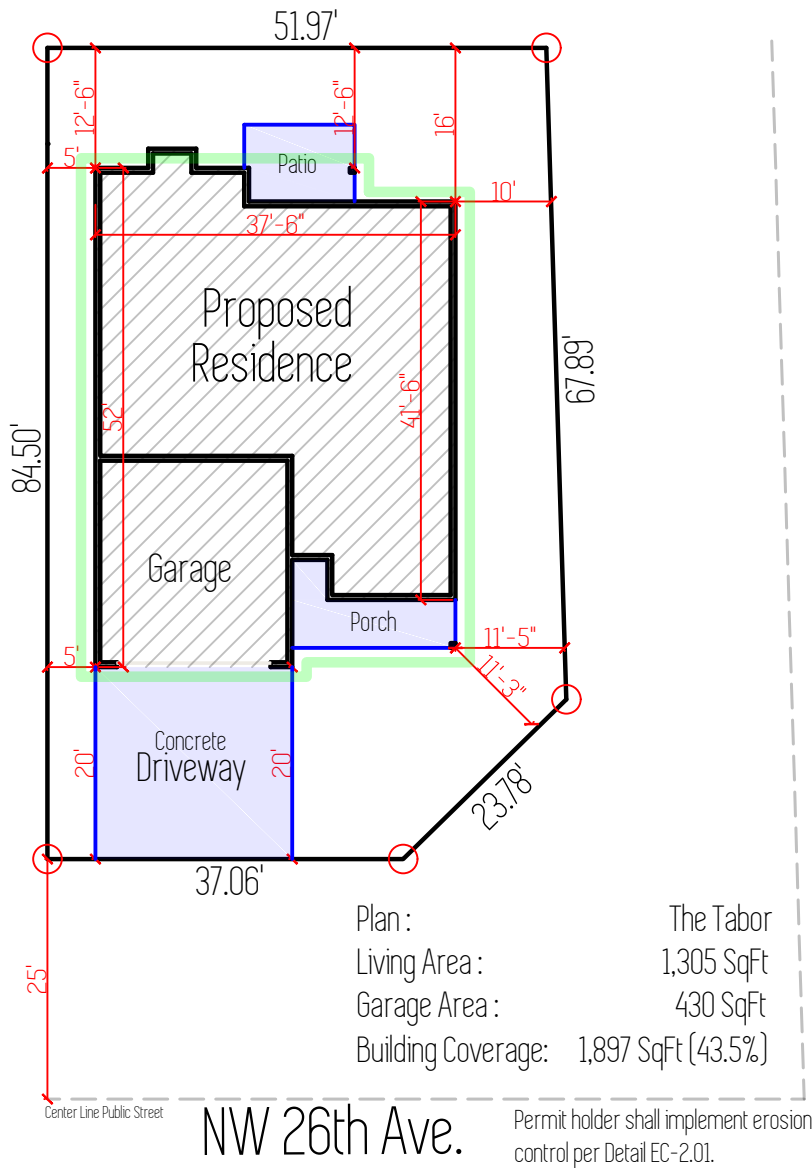 51.97'
12'-6"
12'-6"
16'
5'
Patio
10'
37'-6"
Proposed
Residence
67.89'
52'
41'-6"
84.50'
Garage
Porch
11'-5"
5'
11'-3"
Concrete
Driveway
20'
20'
23.78'
37.06'
Plan : The Tabor
Living Area : 1,305 SqFt
Garage Area : 430 SqFt
Building Coverage: 1,897 SqFt (43.5%)
25'
Center Line Public Street
NW 26th Ave.
Permit holder shall implement erosion
control per Detail EC-2.01.